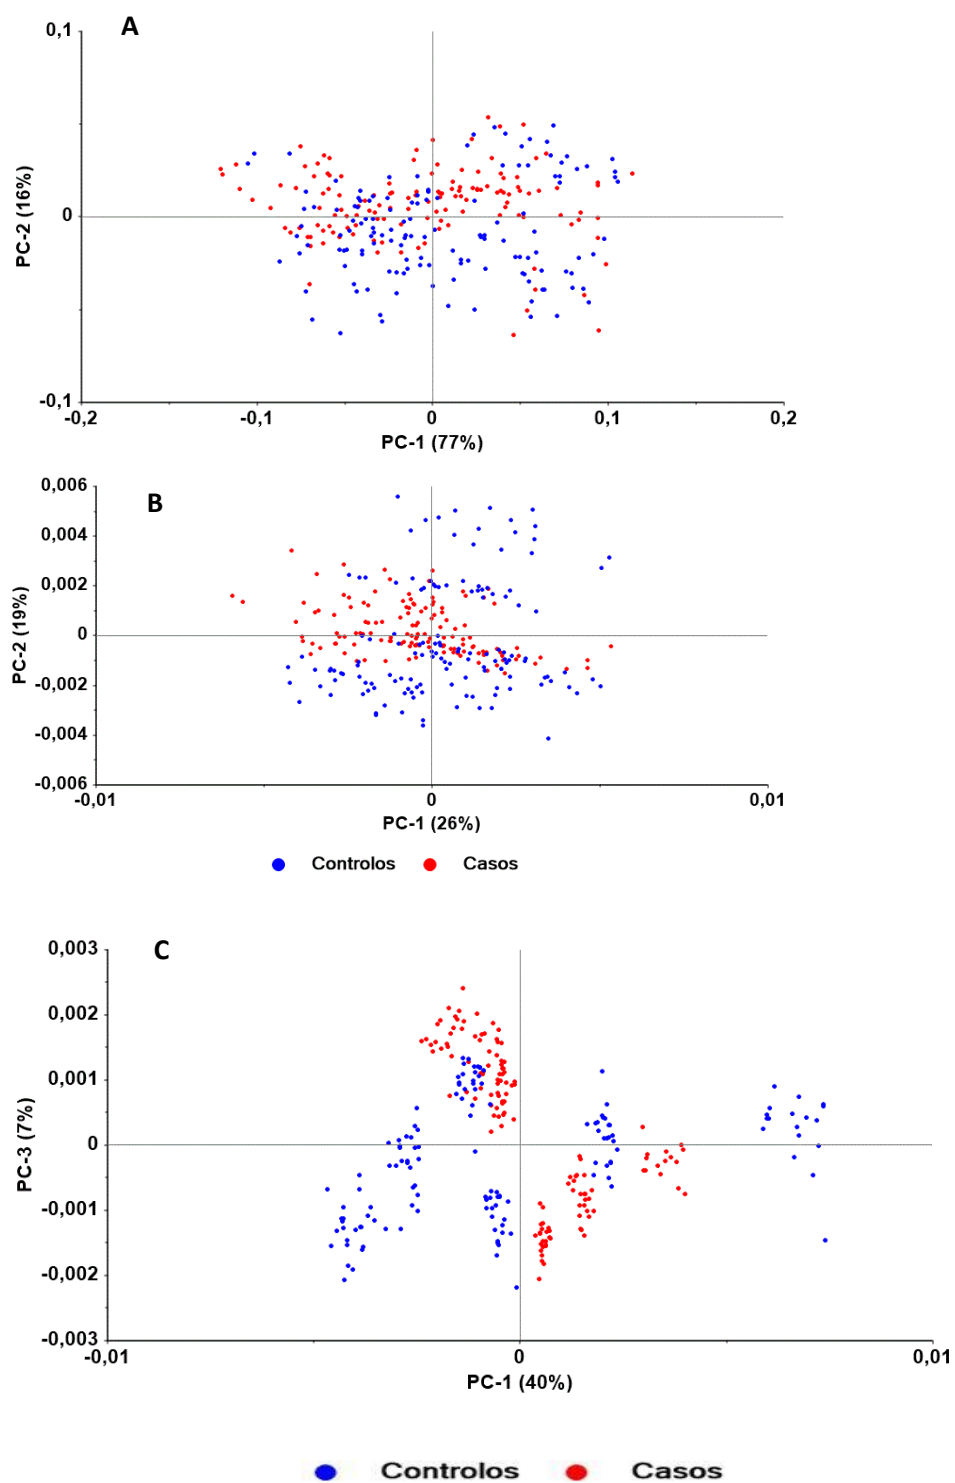 A
0,1
PC-2 (16%)
0
-0,1
-0,2
-0,1
0
0,1
0,2
PC-1 (77%)
B
0,006
0,004
0,002
0
-0,002
-0,004
-0,006
PC-2 (19%)
-0,01
0
0,01
PC-1 (26%)
Controlos
Casos
C
0,003
0,002
0,001
0
-0,001
-0,002
-0,003
PC-3 (7%)
-0,01
0
0,01
PC-1 (40%)
Controlos
Casos